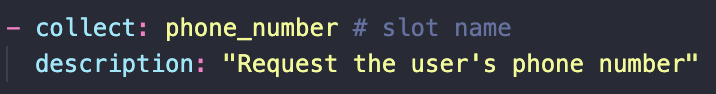 - collect: phone_number # slot name
description: "Request the user's phone number"